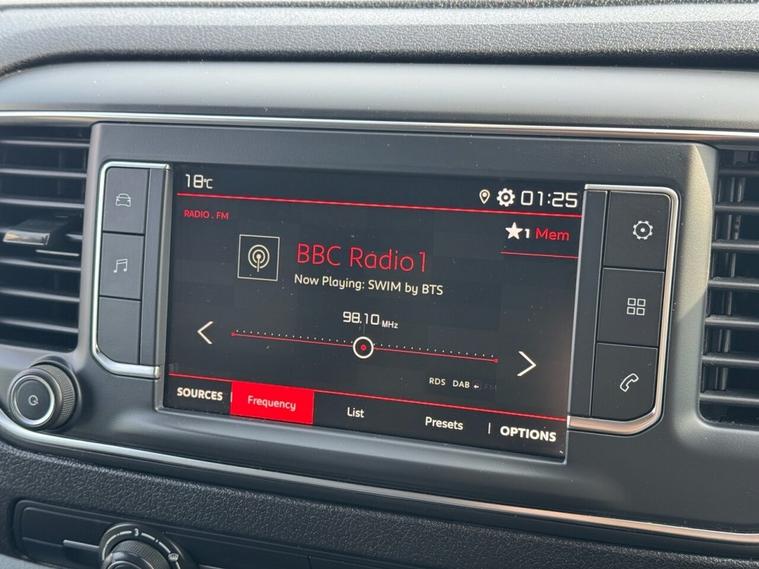 18°C
01:25
RADIO . FM
★1 Mem
BBC Radio1
Now Playing: SWIM by BTS
98.10 MHz
RDS DAB
SOURCES | Frequency List Presets | OPTIONS
3